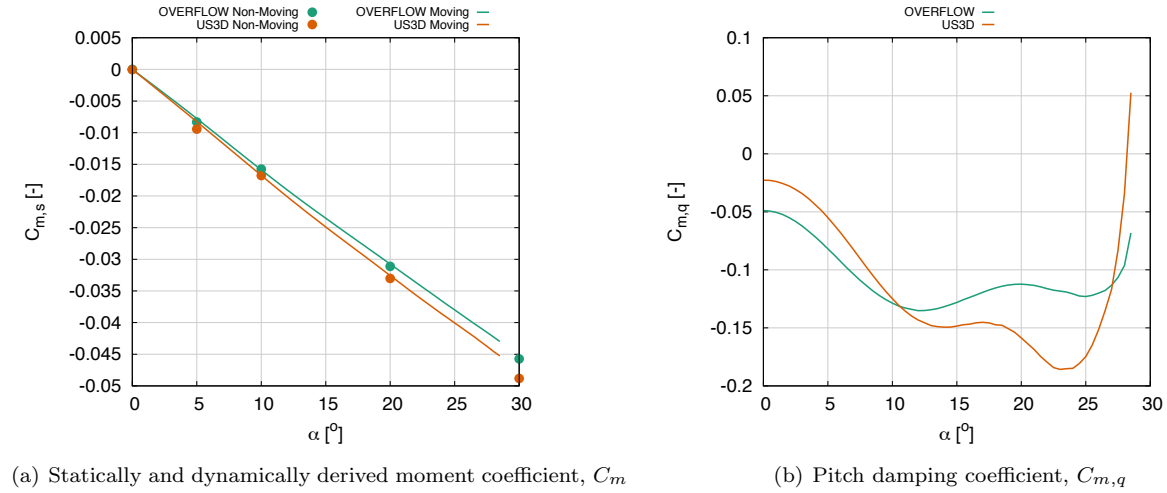 OVERFLOW Non-Moving
US3D Non-Moving
OVERFLOW Moving
US3D Moving
0.005
0
-0.005
-0.01
-0.015
-0.02
-0.025
-0.03
-0.035
-0.04
-0.045
-0.05
0 5 10 15 20 25 30
C_{m,s} [-]
α [°]
(a) Statically and dynamically derived moment coefficient, C_m
OVERFLOW
US3D
0.1
0.05
0
-0.05
-0.1
-0.15
-0.2
0 5 10 15 20 25 30
C_{m,q} [-]
α [°]
(b) Pitch damping coefficient, C_{m,q}